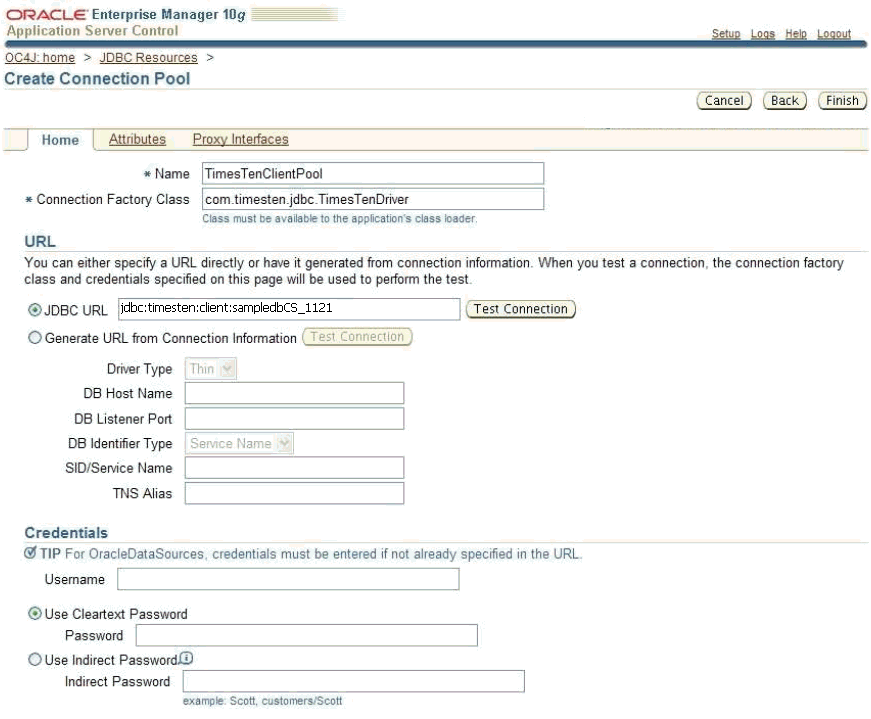 ORACLE Enterprise Manager 10g
Application Server Control
Setup Logs Help Logout
OC4J: home > JDBC Resources >
Create Connection Pool
Cancel Back Finish
Home Attributes Proxy Interfaces
* Name TimesTenClientPool
* Connection Factory Class com.timesten.jdbc.TimesTenDriver
Class must be available to the application's class loader.
URL
You can either specify a URL directly or have it generated from connection information. When you test a connection, the connection factory
class and credentials specified on this page will be used to perform the test.
JDBC URL jdbc:timesten:client:sampledbCS_1121 Test Connection
Generate URL from Connection Information Test Connection
Driver Type Thin
DB Host Name
DB Listener Port
DB Identifier Type Service Name
SID/Service Name
TNS Alias
Credentials
TIP For OracleDataSources, credentials must be entered if not already specified in the URL.
Username
Use Cleartext Password
Password
Use Indirect Password
Indirect Password
example: Scott, customers/Scott